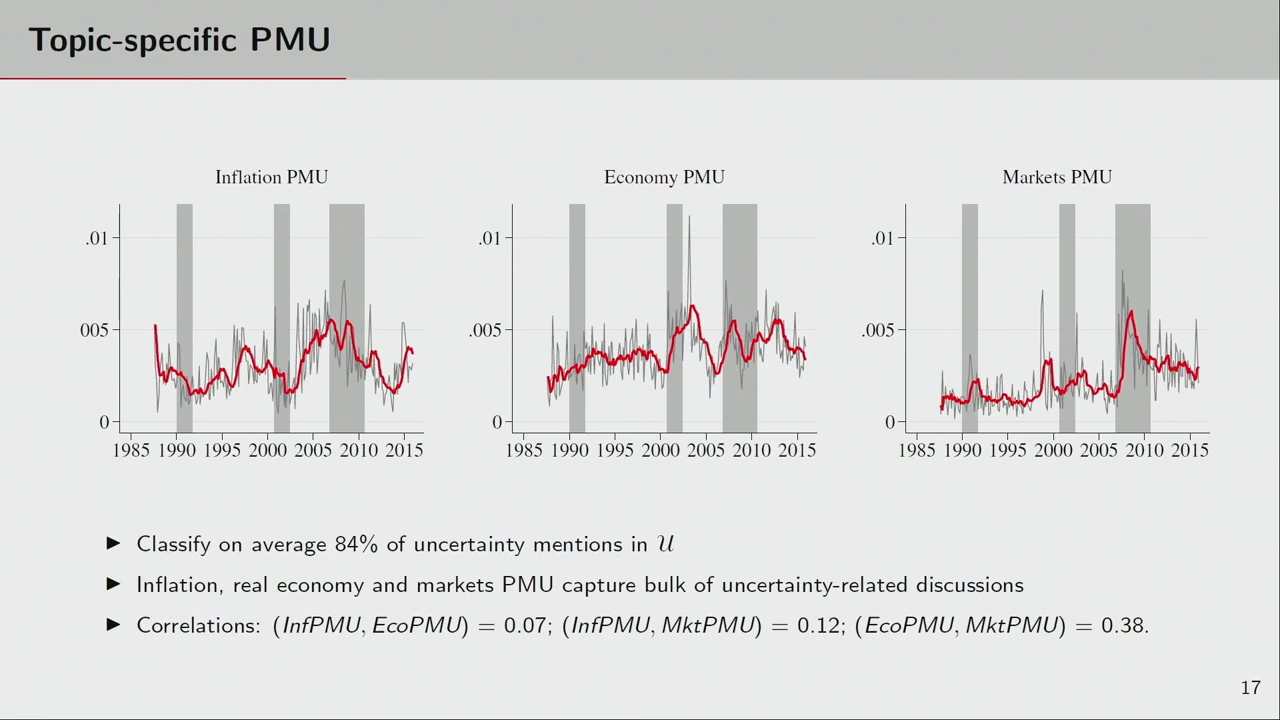 Topic-specific PMU
Inflation PMU
.01
005
0
1985 1990 1995 2000 2005 2010 2015
Economy PMU
.01
.005
0
1985 1990 1995 2000 2005 2010 2015
Markets PMU
.01
.005
0
1985 1990 1995 2000 2005 2010 2015
▶ Classify on average 84% of uncertainty mentions in 𝒰
▶ Inflation, real economy and markets PMU capture bulk of uncertainty-related discussions
▶ Correlations: (InfPMU, EcoPMU) = 0.07; (InfPMU, MktPMU) = 0.12; (EcoPMU, MktPMU) = 0.38.
17